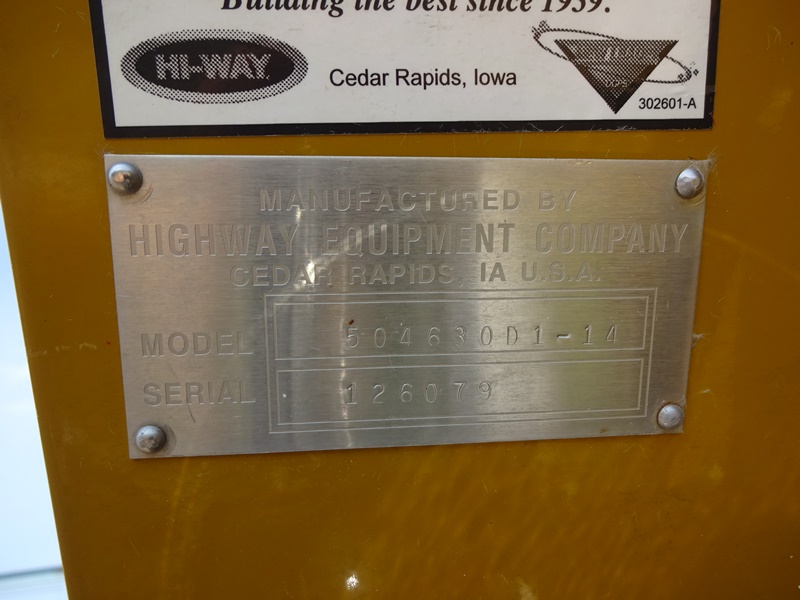 Building the best since 1939.
HI-WAY
Cedar Rapids, Iowa
302601-A
MANUFACTURED BY
HIGHWAY EQUIPMENT COMPANY
CEDAR RAPIDS, IA U.S.A.
MODEL 504630D1-14
SERIAL 126079